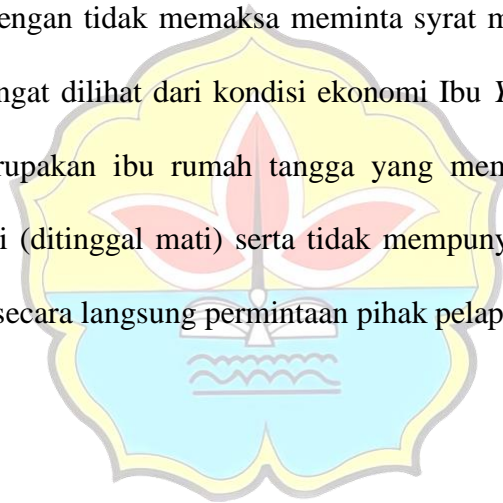 engan tidak memaksa meminta syrat m
ngat dilihat dari kondisi ekonomi Ibu
rupakan ibu rumah tangga yang men
i (ditinggal mati) serta tidak mempuny
secara langsung permintaan pihak pelap